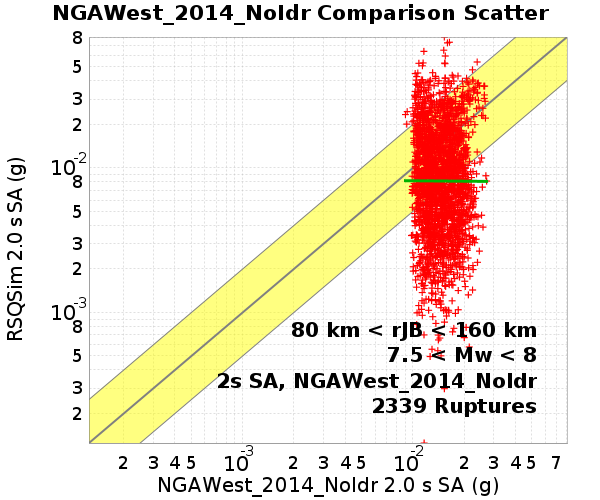 NGAWest_2014_NoIdr Comparison Scatter
8
5
3
2
10-2
8
5
3
2
10-3
8
5
3
2
RSQSim 2.0 s SA (g)
80 km < rJB < 160 km
7.5 < Mw < 8
2s SA, NGAWest_2014_NoIdr
2339 Ruptures
2 3 4 5 10-3 2 3 4 5 10-2 2 3 4 5 7
NGAWest_2014_NoIdr 2.0 s SA (g)